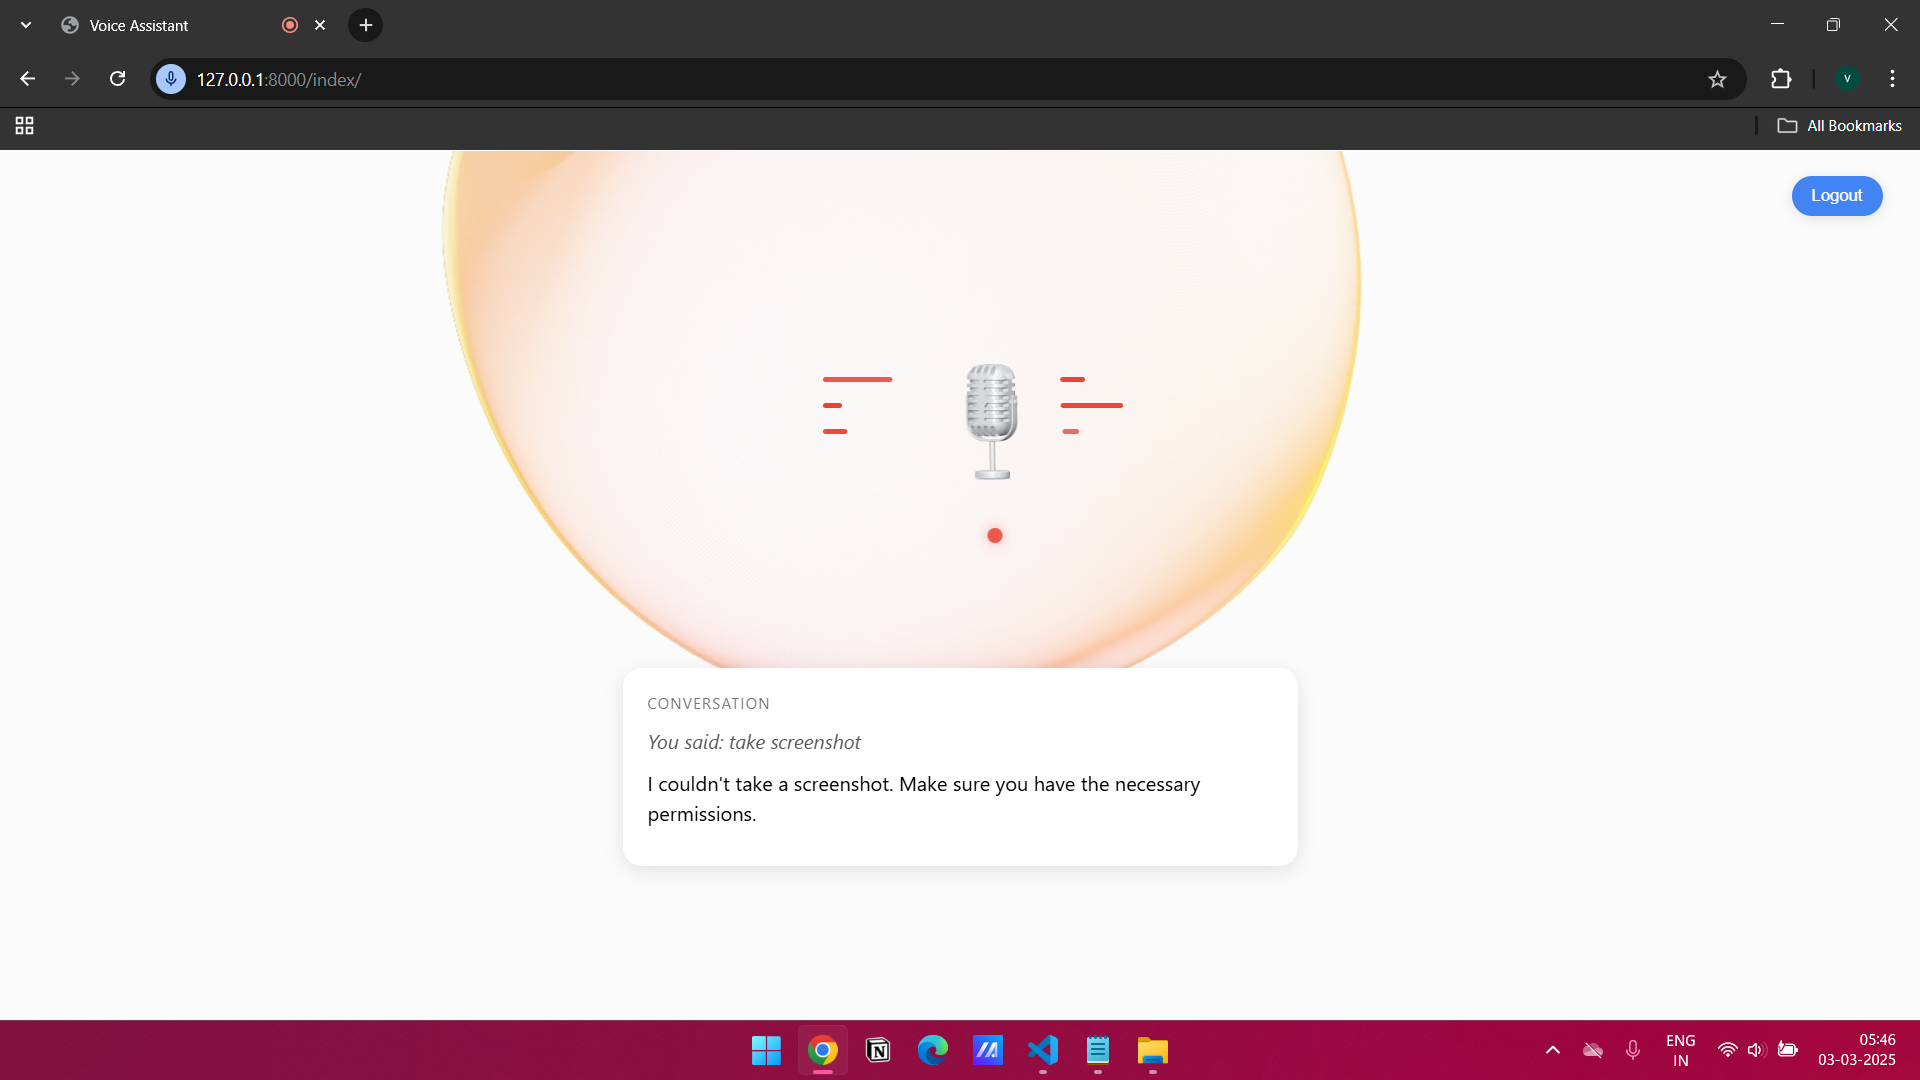 Voice Assistant
127.0.0.1:8000/index/
V
All Bookmarks
Logout
CONVERSATION
You said: take screenshot
I couldn't take a screenshot. Make sure you have the necessary
permissions.
N
ENG
IN
05:46
03-03-2025